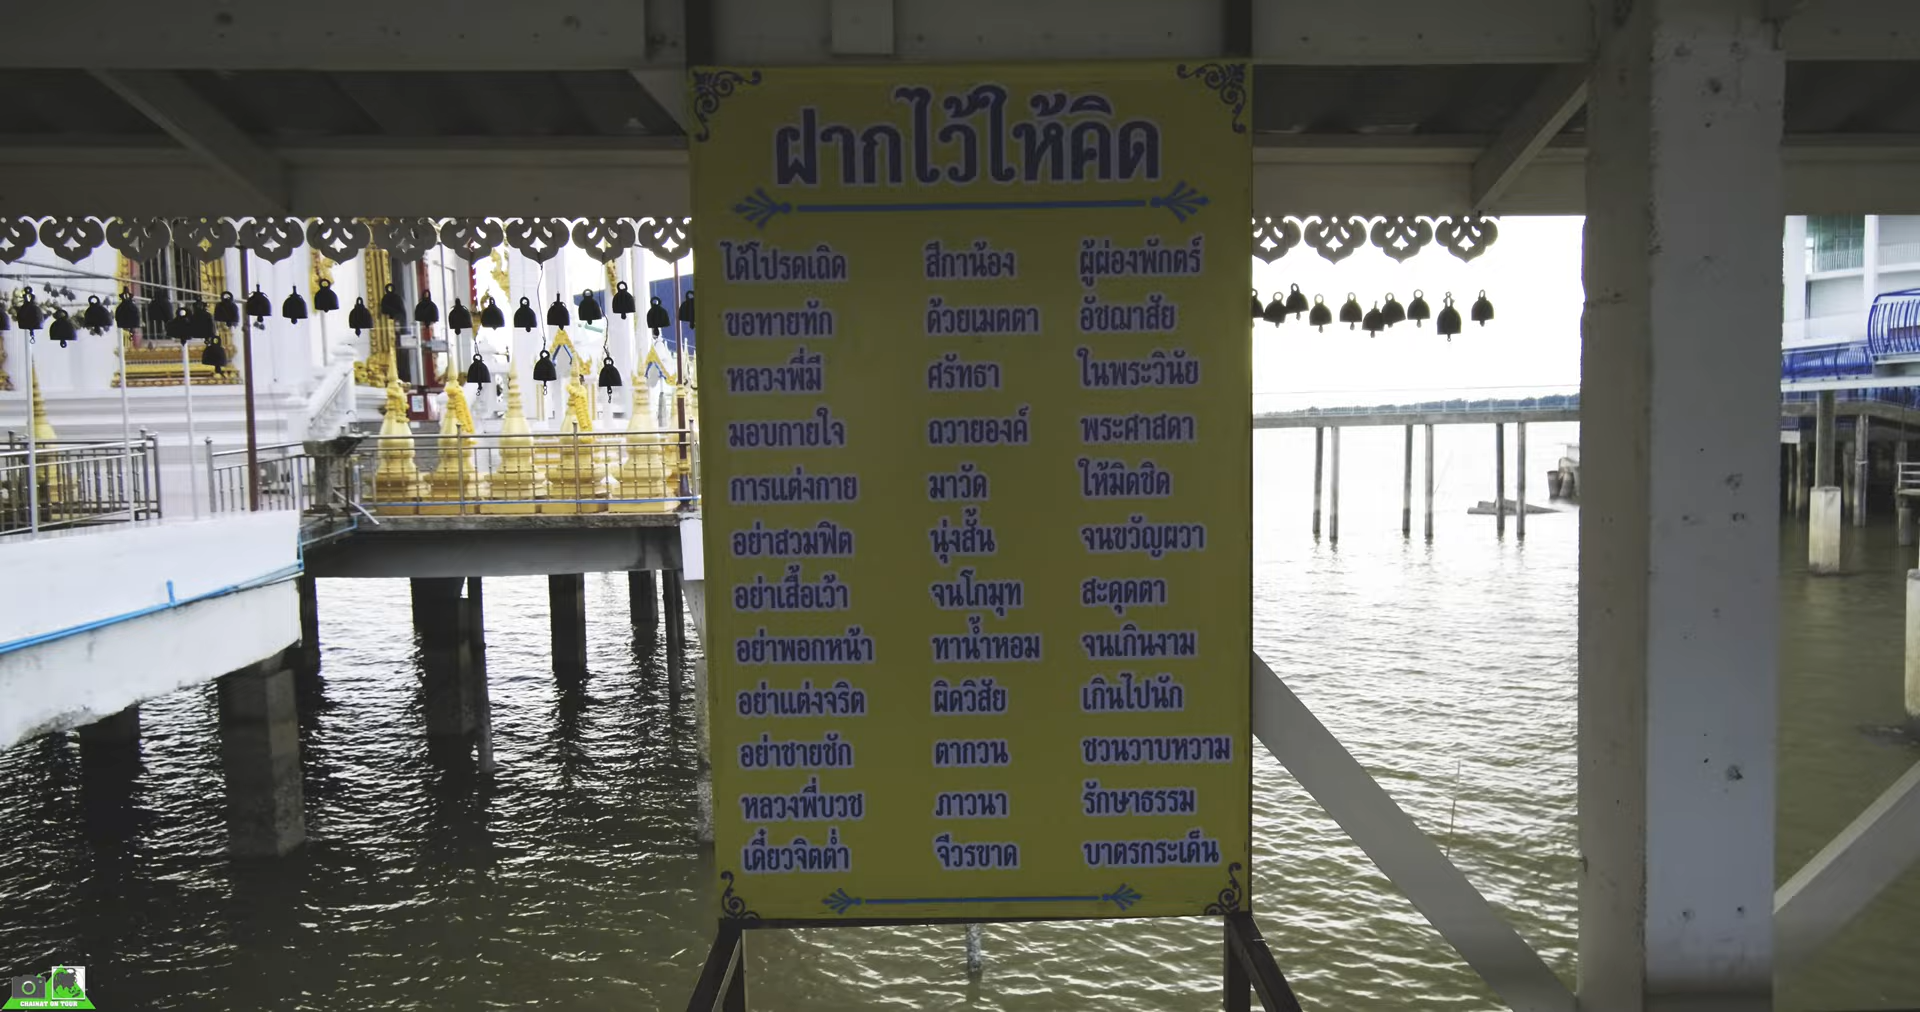 ฝากไว้ให้คิด
ได้โปรดเถิด สีกาน้อง ผู้ผ่องพักตร์
ขอทายทัก ด้วยเมตตา อัชฌาสัย
หลวงพี่มี ศรัทธา ในพระวินัย
มอบกายใจ ถวายองค์ พระศาสดา
การแต่งกาย มาวัด ให้มิดชิด
อย่าสวมฟิต นุ่งสั้น จนขวัญผวา
อย่าเสื้อเว้า จนโกมุท สะดุดตา
อย่าพอกหน้า ทาน้ำหอม จนเกินงาม
อย่าแต่งจริต ผิดวิสัย เกินไปนัก
อย่าชายชัก ตากวน ชวนวาบหวาม
หลวงพี่บวช ภาวนา รักษาธรรม
เดี๋ยวจิตต่ำ จีวรขาด บาตรกระเด็น
CHAINAT ON TOUR